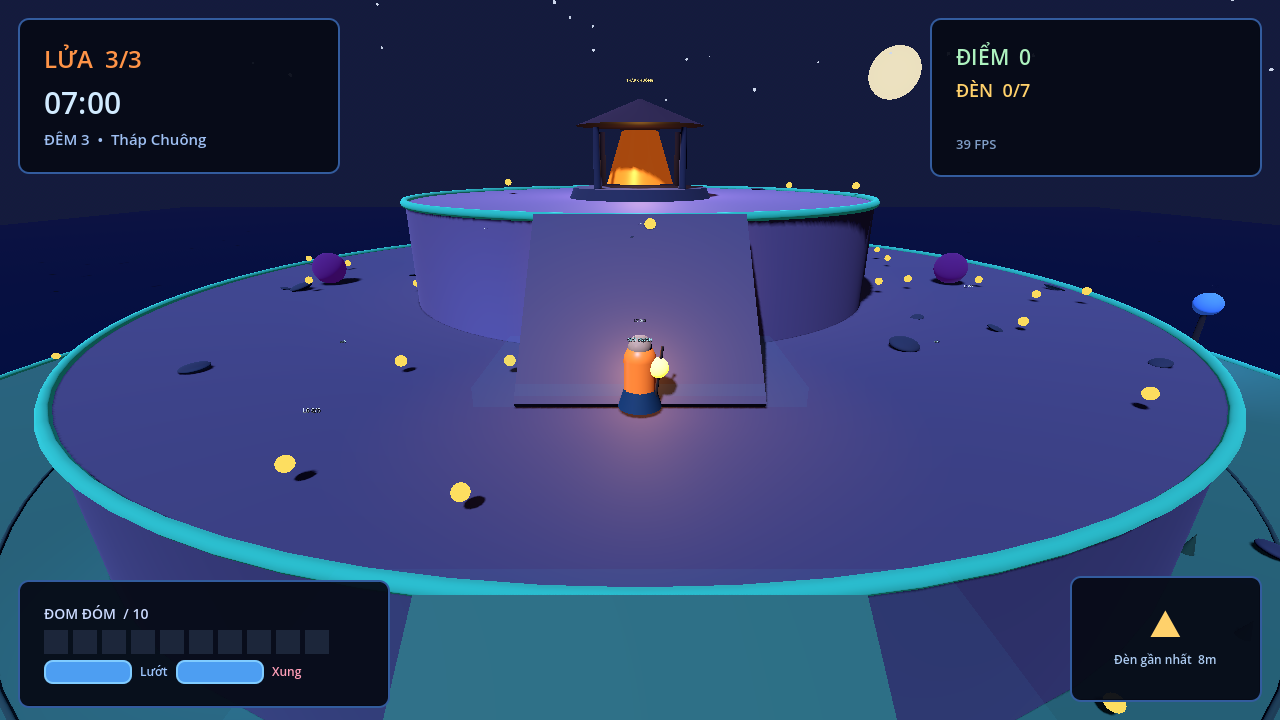 LỬA 3/3
07:00
ĐÊM 3 • Tháp Chuông
ĐIỂM 0
ĐÈN 0/7
39 FPS
ĐOM ĐÓM / 10
Lướt
Xung
Đèn gần nhất 8m